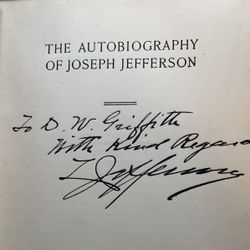 THE AUTOBIOGRAPHY
OF JOSEPH JEFFERSON
To D. W. Griffith
With Kind Regards
J Jefferson